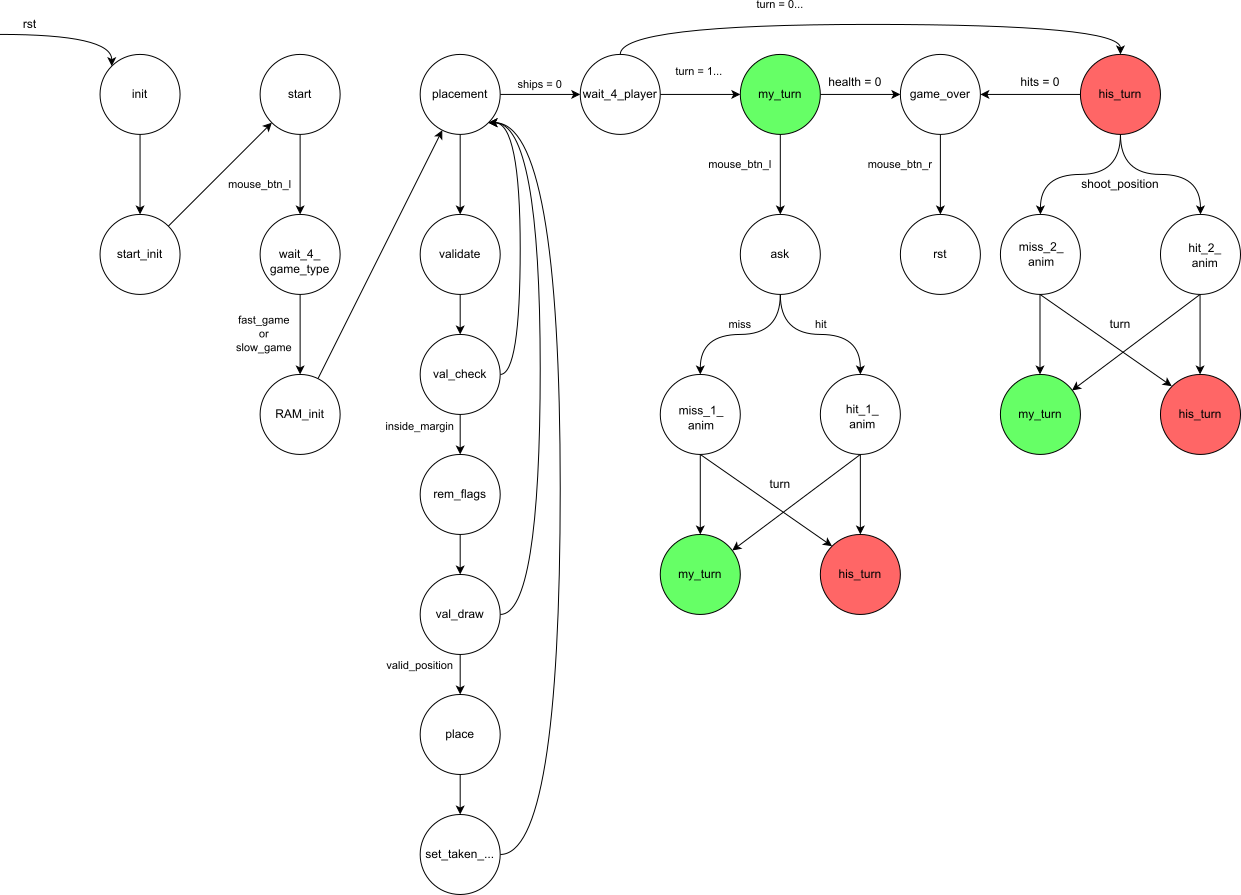 turn = 0...
rst
init
start
placement
ships = 0
wait_4_player
turn = 1...
my_turn
health = 0
game_over
hits = 0
his_turn
mouse_btn_l
mouse_btn_l
mouse_btn_r
shoot_position
start_init
wait_4_
game_type
validate
ask
rst
miss_2_
anim
hit_2_
anim
fast_game
or
slow_game
miss
hit
turn
RAM_init
val_check
miss_1_
anim
hit_1_
anim
my_turn
his_turn
inside_margin
rem_flags
turn
my_turn
his_turn
val_draw
valid_position
place
set_taken_...